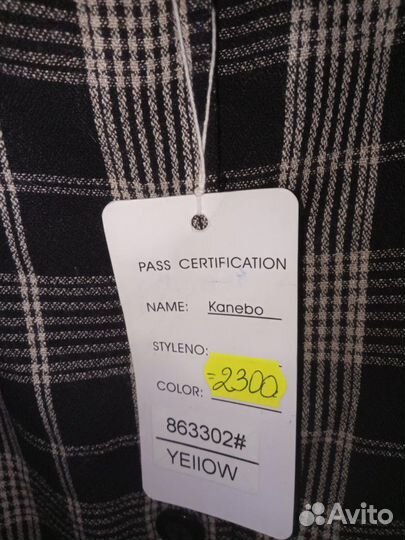 PASS CERTIFICATION
NAME: Kanebo
STYLENO:
COLOR: =2300
863302#
YEIIOW
Avito